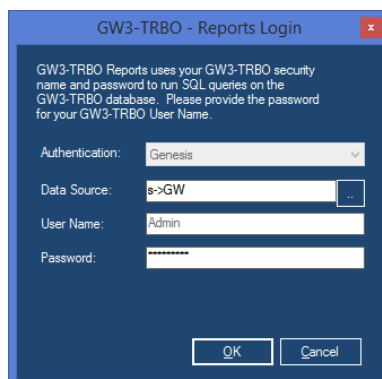 GW3-TRBO - Reports Login
x
GW3-TRBO Reports uses your GW3-TRBO security
name and password to run SQL queries on the
GW3-TRBO database. Please provide the password
for your GW3-TRBO User Name.
Authentication: Genesis
Data Source: s->GW ..
User Name: Admin
Password: *********
OK Cancel